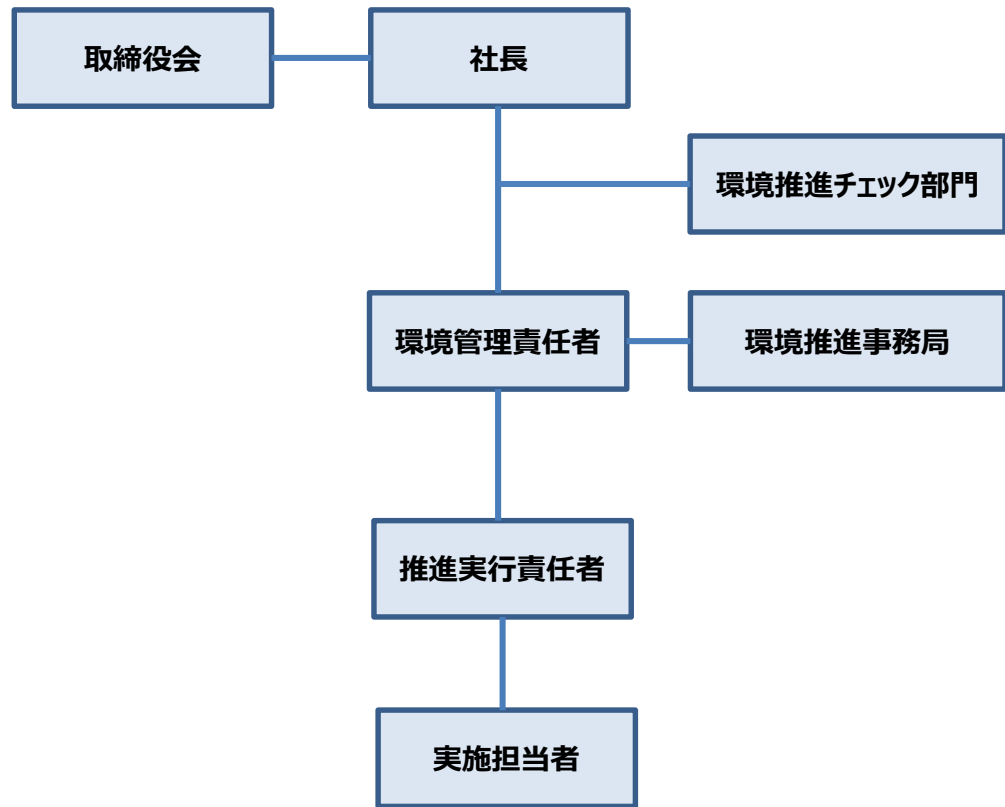 取締役会
社長
環境推進チェック部門
環境管理責任者
環境推進事務局
推進実行責任者
実施担当者